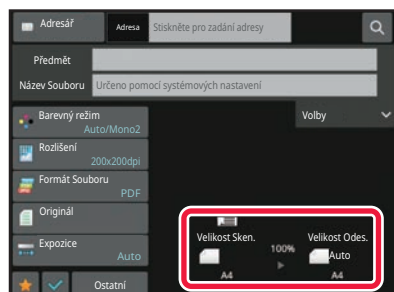 Adresář
Adresa
Stiskněte pro zadání adresy
Předmět
Název Souboru
Určeno pomocí systémových nastavení
Barevný režim
Auto/Mono2
Volby
Rozlišení
200x200dpi
Formát Souboru
PDF
Originál
Velikost Sken.
100%
Velikost Odes.
Auto
A4
A4
Expozice
Auto
Ostatní